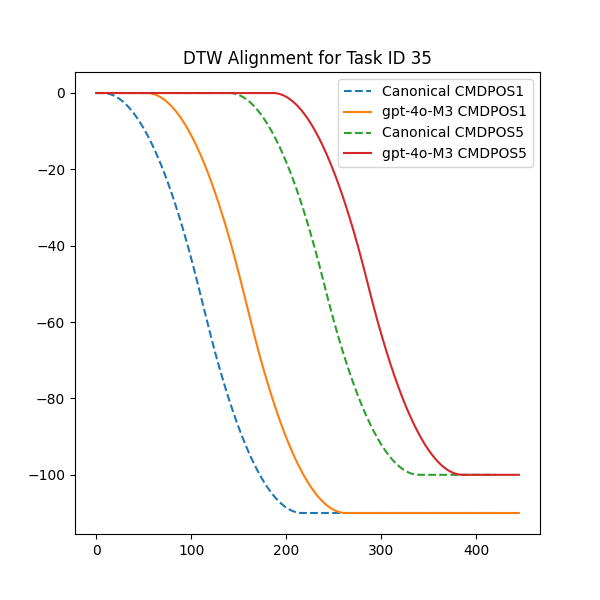 DTW Alignment for Task ID 35
Canonical CMDPOS1
gpt-4o-M3 CMDPOS1
Canonical CMDPOS5
gpt-4o-M3 CMDPOS5
0
−20
−40
−60
−80
−100
0 100 200 300 400